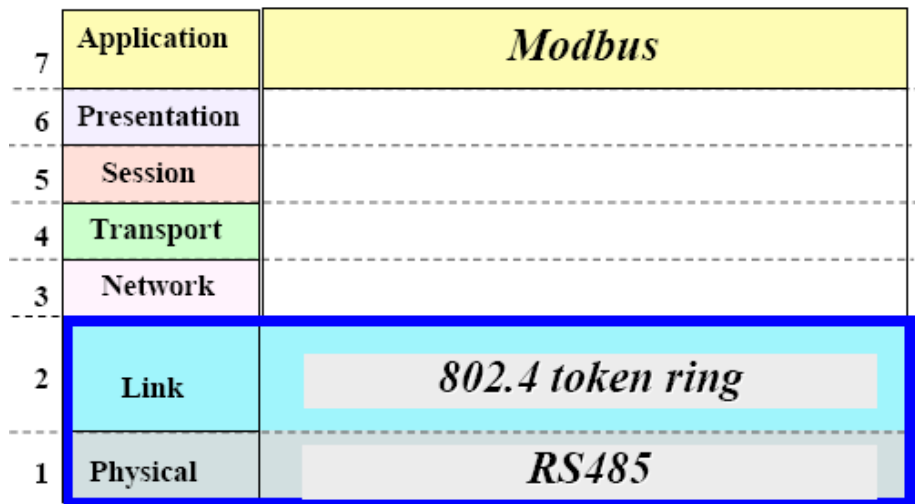 7 Application Modbus
6 Presentation
5 Session
4 Transport
3 Network
2 Link 802.4 token ring
1 Physical RS485